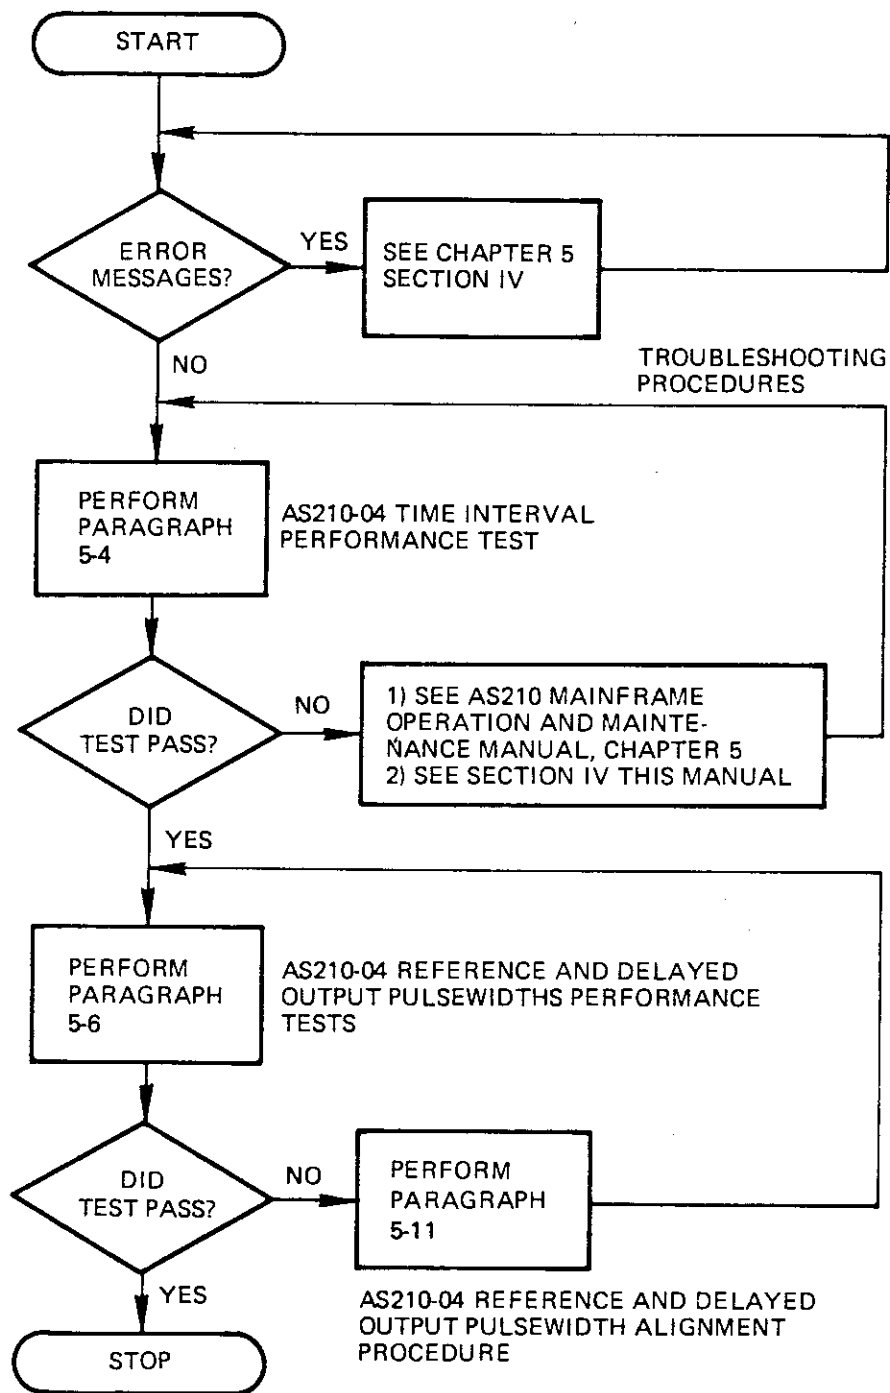 START
ERROR
MESSAGES?
YES
SEE CHAPTER 5
SECTION IV
NO
TROUBLESHOOTING
PROCEDURES
PERFORM
PARAGRAPH
5-4
AS210-04 TIME INTERVAL
PERFORMANCE TEST
DID
TEST PASS?
NO
1) SEE AS210 MAINFRAME
OPERATION AND MAINTE-
NANCE MANUAL, CHAPTER 5
2) SEE SECTION IV THIS MANUAL
YES
PERFORM
PARAGRAPH
5-6
AS210-04 REFERENCE AND DELAYED
OUTPUT PULSEWIDTHS PERFORMANCE
TESTS
DID
TEST PASS?
NO
PERFORM
PARAGRAPH
5-11
YES
AS210-04 REFERENCE AND DELAYED
OUTPUT PULSEWIDTH ALIGNMENT
PROCEDURE
STOP